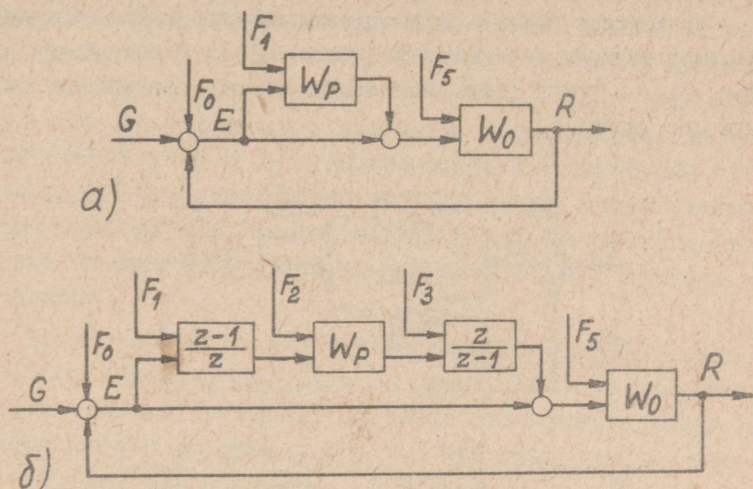 F₁
F₀
Wₚ
F₅
G
E
W₀
R
а)
F₁
F₂
F₃
F₀
z-1
z
Wₚ
z
z-1
F₅
G
E
W₀
R
б)